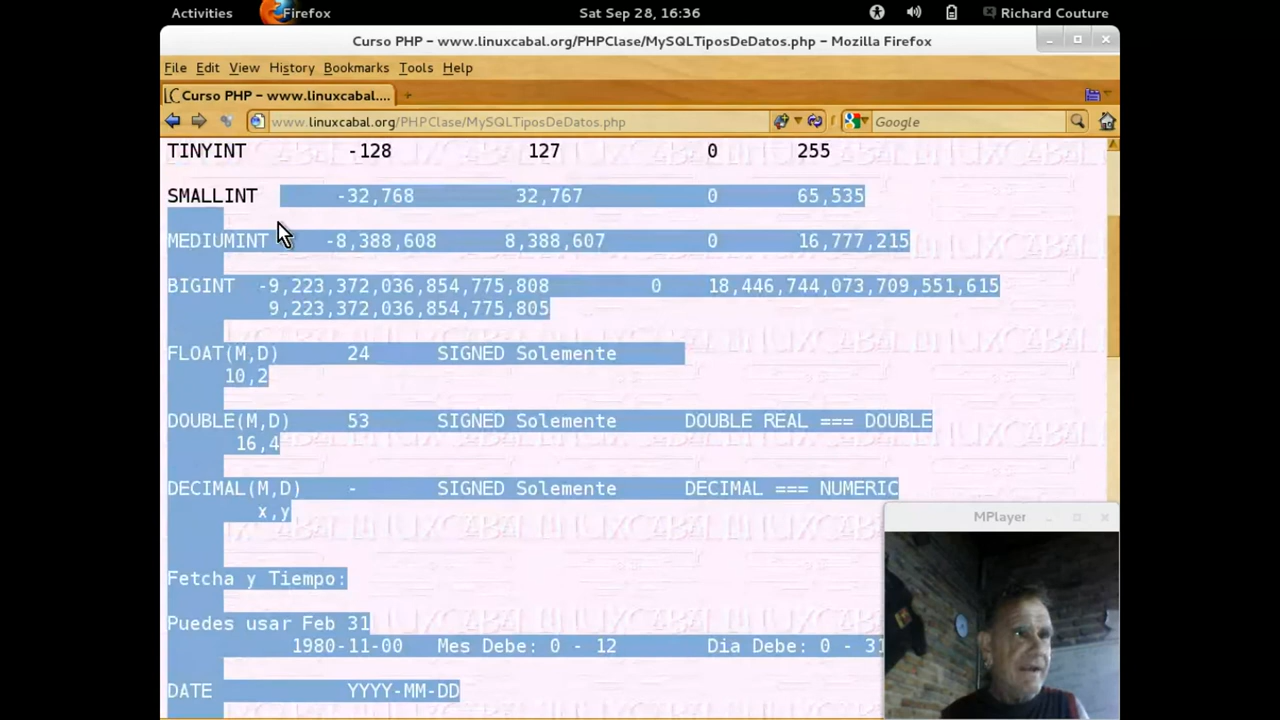 Activities Firefox Sat Sep 28, 16:36 Richard Couture
Curso PHP – www.linuxcabal.org/PHPClase/MySQLTiposDeDatos.php – Mozilla Firefox
File Edit View History Bookmarks Tools Help
Curso PHP – www.linuxcabal....
www.linuxcabal.org/PHPClase/MySQLTiposDeDatos.php Google
TINYINT -128 127 0 255
SMALLINT -32,768 32,767 0 65,535
MEDIUMINT -8,388,608 8,388,607 0 16,777,215
BIGINT -9,223,372,036,854,775,808 0 18,446,744,073,709,551,615
9,223,372,036,854,775,805
FLOAT(M,D) 24 SIGNED Solemente
10,2
DOUBLE(M,D) 53 SIGNED Solemente DOUBLE REAL === DOUBLE
16,4
DECIMAL(M,D) - SIGNED Solemente DECIMAL === NUMERIC
x,y
MPlayer
Fetcha y Tiempo:
Puedes usar Feb 31
1980-11-00 Mes Debe: 0 - 12 Dia Debe: 0 - 31
DATE YYYY-MM-DD